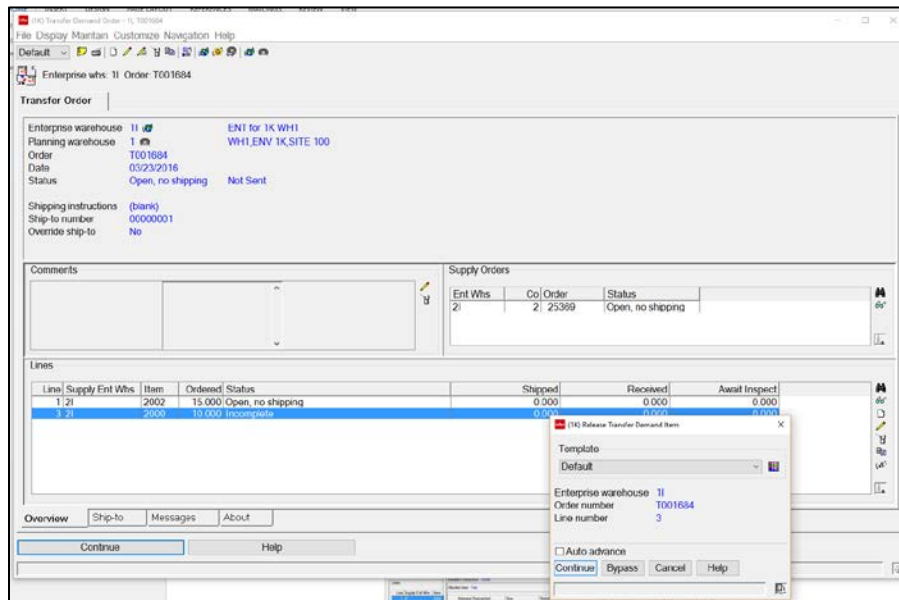 (1K) Transfer Demand Order - 1I, T001684
File Display Maintain Customize Navigation Help
Default
Enterprise whs: 1I Order: T001684
Transfer Order
Enterprise warehouse 1I ENT for 1K WH1
Planning warehouse 1 WH1,ENV 1K,SITE 100
Order T001684
Date 03/23/2016
Status Open, no shipping Not Sent
Shipping instructions (blank)
Ship-to number 00000001
Override ship-to No
Comments
Supply Orders
Ent Whs Co Order Status
2I 2 25369 Open, no shipping
Lines
Line Supply Ent Whs Item Ordered Status Shipped Received Await Inspect
1 2I 2002 15.000 Open, no shipping 0.000 0.000 0.000
3 2I 2000 10.000 Incomplete 0.000 0.000 0.000
(1K) Release Transfer Demand Item
Template
Default
Enterprise warehouse 1I
Order number T001684
Line number 3
Auto advance
Continue Bypass Cancel Help
Overview Ship-to Messages About
Continue Help